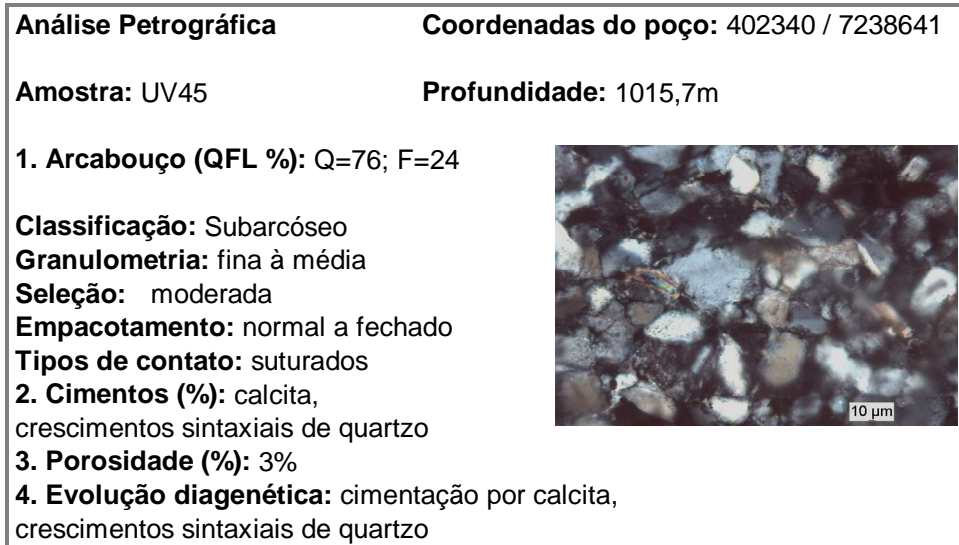 Análise Petrográfica Coordenadas do poço: 402340 / 7238641
Amostra: UV45 Profundidade: 1015,7m
1. Arcabouço (QFL %): Q=76; F=24
Classificação: Subarcóseo
Granulometria: fina à média
Seleção: moderada
Empacotamento: normal a fechado
Tipos de contato: suturados
2. Cimentos (%): calcita,
crescimentos sintaxiais de quartzo
3. Porosidade (%): 3%
4. Evolução diagenética: cimentação por calcita,
crescimentos sintaxiais de quartzo
10 µm